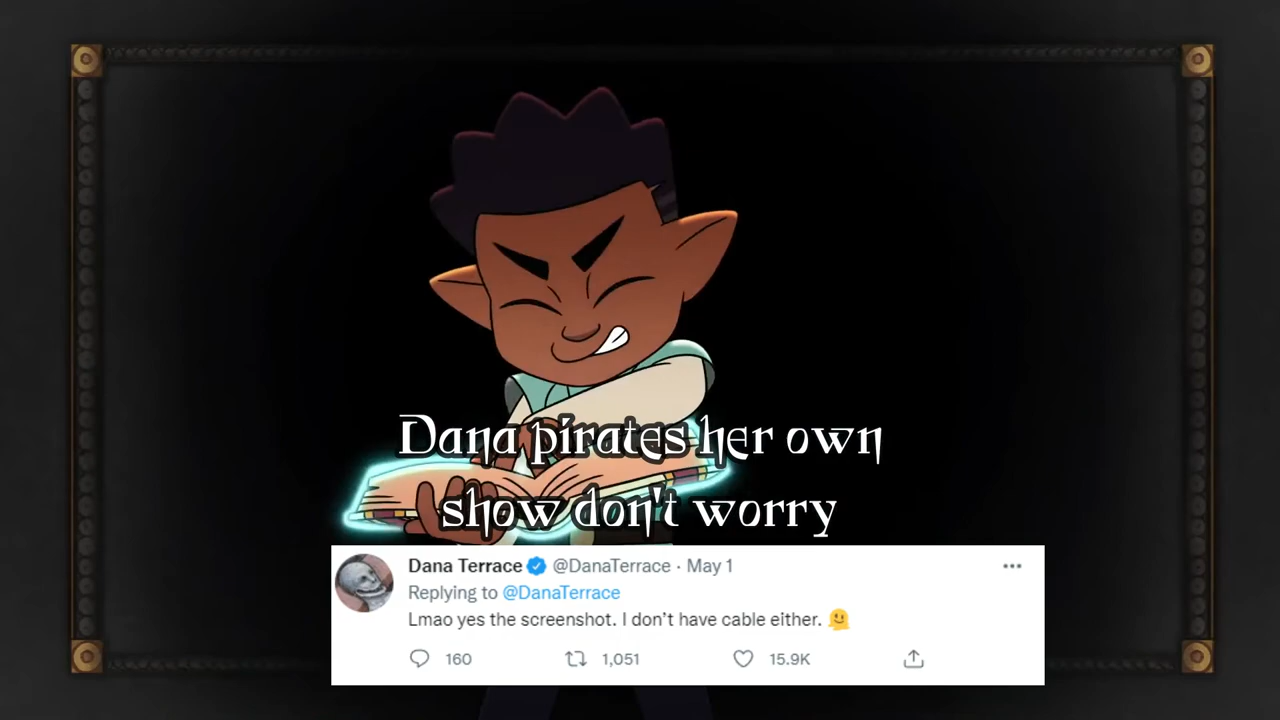 Dana pirates her own
show don't worry
Dana Terrace @DanaTerrace · May 1
Replying to @DanaTerrace
Lmao yes the screenshot. I don’t have cable either. 🫠
160 1,051 15.9K